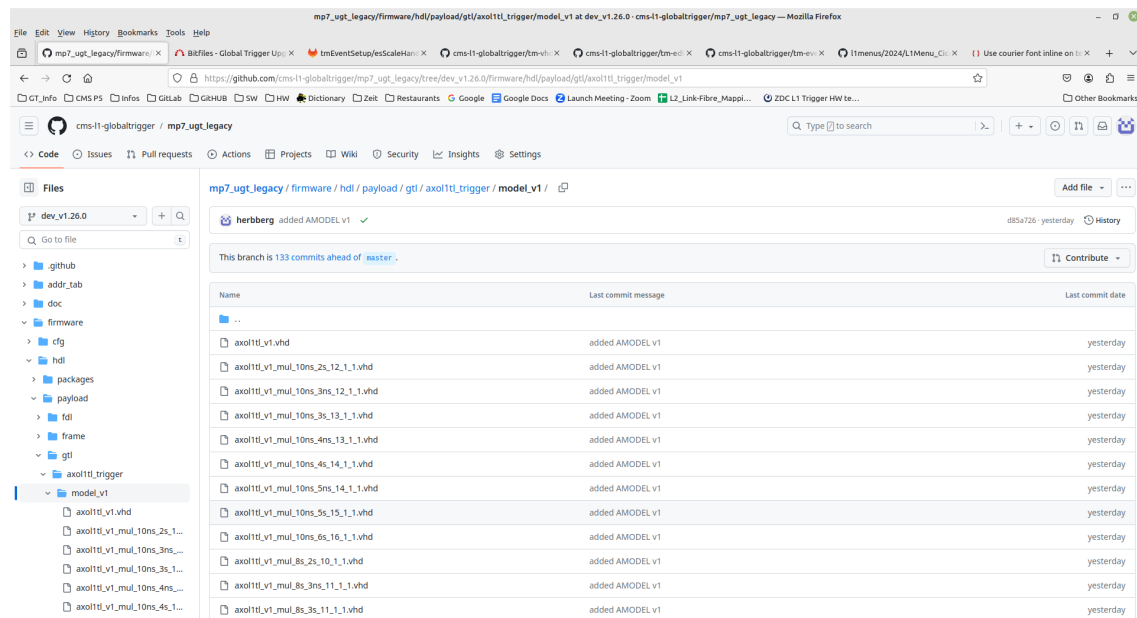 mp7_ugt_legacy/firmware/hdl/payload/gtl/axol1tl_trigger/model_v1 at dev_v1.26.0 · cms-l1-globaltrigger/mp7_ugt_legacy — Mozilla Firefox
File Edit View History Bookmarks Tools Help
mp7_ugt_legacy/firmware/ Bitfiles - Global Trigger Upg tmEventSetup/esScaleHan cms-l1-globaltrigger/tm-vh cms-l1-globaltrigger/tm-edi cms-l1-globaltrigger/tm-eve l1menus/2024/L1Menu_Cic Use courier font inline on te
https://github.com/cms-l1-globaltrigger/mp7_ugt_legacy/tree/dev_v1.26.0/firmware/hdl/payload/gtl/axol1tl_trigger/model_v1
GT_Info CMS PS Infos GitLab GitHUB SW HW Dictionary Zeit Restaurants Google Google Docs Launch Meeting - Zoom L2_Link-Fibre_Mappi... ZDC L1 Trigger HW te... Other Bookmarks
cms-l1-globaltrigger / mp7_ugt_legacy Type / to search
Code Issues Pull requests Actions Projects Wiki Security Insights Settings
Files mp7_ugt_legacy / firmware / hdl / payload / gtl / axol1tl_trigger / model_v1 / Add file
dev_v1.26.0 herbberg added AMODEL v1 d85a726 · yesterday History
Go to file t
This branch is 133 commits ahead of master . Contribute
.github
addr_tab
doc
firmware
cfg
hdl
packages
payload
fdl
frame
gtl
axol1tl_trigger
model_v1
axol1tl_v1.vhd
axol1tl_v1_mul_10ns_2s_1...
axol1tl_v1_mul_10ns_3ns_...
axol1tl_v1_mul_10ns_3s_1...
axol1tl_v1_mul_10ns_4ns_...
axol1tl_v1_mul_10ns_4s_1...
Name Last commit message Last commit date
..
axol1tl_v1.vhd added AMODEL v1 yesterday
axol1tl_v1_mul_10ns_2s_12_1_1.vhd added AMODEL v1 yesterday
axol1tl_v1_mul_10ns_3ns_12_1_1.vhd added AMODEL v1 yesterday
axol1tl_v1_mul_10ns_3s_13_1_1.vhd added AMODEL v1 yesterday
axol1tl_v1_mul_10ns_4ns_13_1_1.vhd added AMODEL v1 yesterday
axol1tl_v1_mul_10ns_4s_14_1_1.vhd added AMODEL v1 yesterday
axol1tl_v1_mul_10ns_5ns_14_1_1.vhd added AMODEL v1 yesterday
axol1tl_v1_mul_10ns_5s_15_1_1.vhd added AMODEL v1 yesterday
axol1tl_v1_mul_10ns_6s_16_1_1.vhd added AMODEL v1 yesterday
axol1tl_v1_mul_8s_2s_10_1_1.vhd added AMODEL v1 yesterday
axol1tl_v1_mul_8s_3ns_11_1_1.vhd added AMODEL v1 yesterday
axol1tl_v1_mul_8s_3s_11_1_1.vhd added AMODEL v1 yesterday